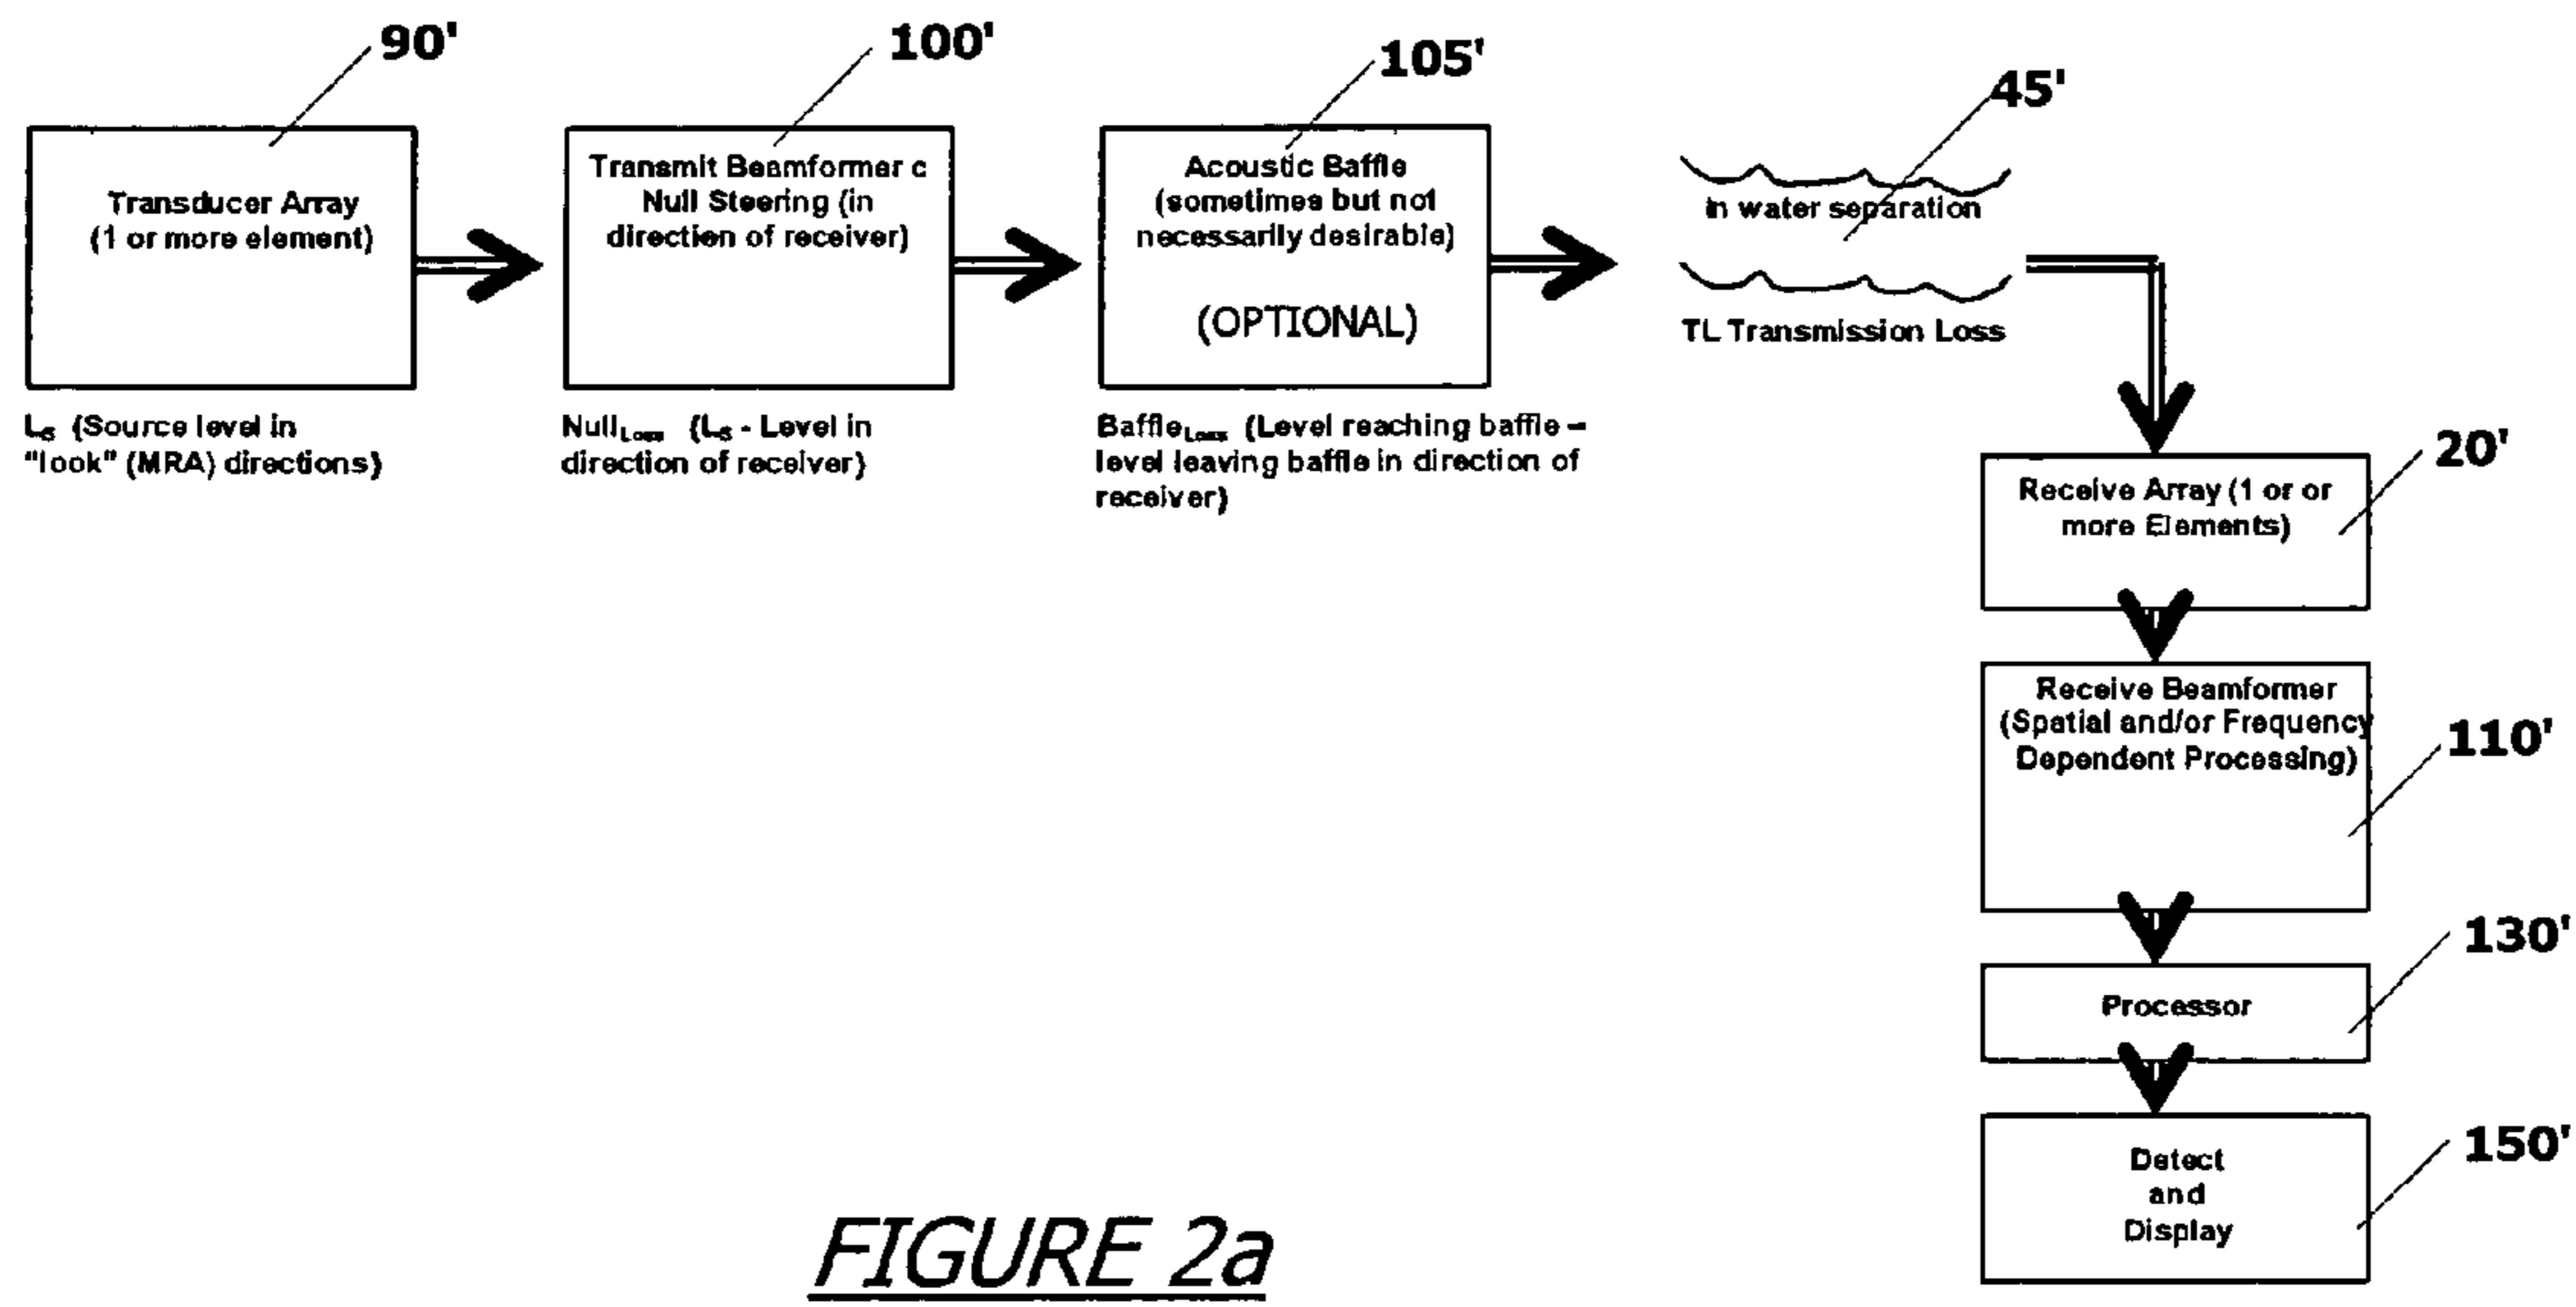 90'
100'
105'
45'
Transducer Array
(1 or more element)
Transmit Beamformer c
Null Steering (in
direction of receiver)
Acoustic Baffle
(sometimes but not
necessarily desirable)
(OPTIONAL)
In water separation
TL Transmission Loss
LS (Source level in
"look" (MRA) directions)
NullLoss (LS - Level in
direction of receiver)
BaffleLoss (Level reaching baffle –
level leaving baffle in direction of
receiver)
20'
Receive Array (1 or or
more Elements)
Receive Beamformer
(Spatial and/or Frequency
Dependent Processing)
110'
130'
Processor
150'
Detect
and
Display
FIGURE 2a